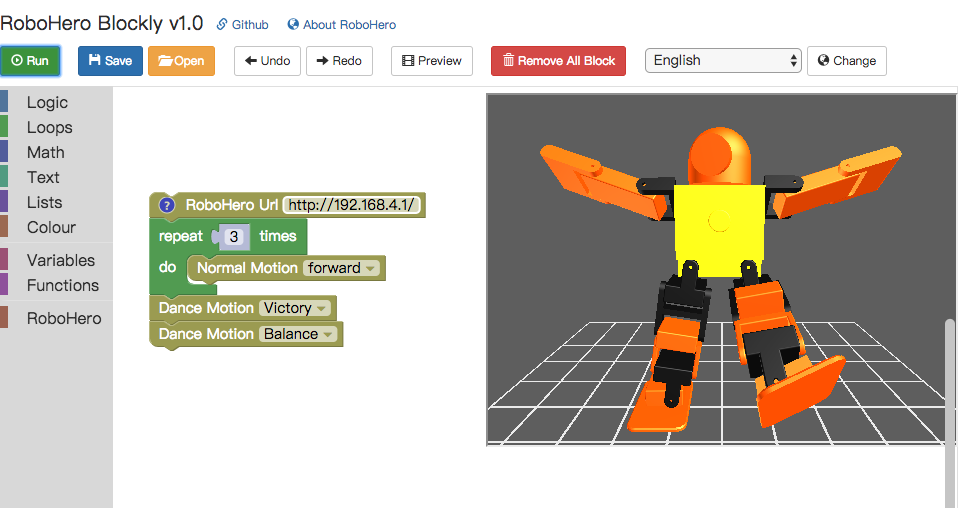 RoboHero Blockly v1.0 Github About RoboHero
Run Save Open Undo Redo Preview Remove All Block English Change
Logic
Loops
Math
Text
Lists
Colour
Variables
Functions
RoboHero
? RoboHero Url http://192.168.4.1/
repeat 3 times
do Normal Motion forward
Dance Motion Victory
Dance Motion Balance